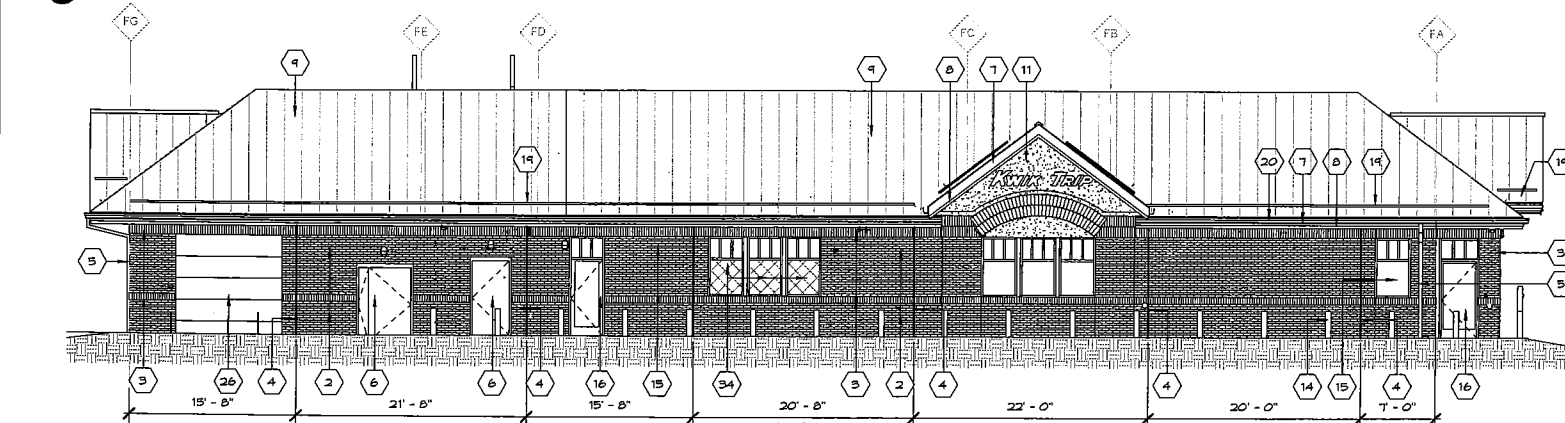 FG FE FD FC FB FA
9 9 8 7 11
19 20 7 8 19 19
KWIK TRIP
5 3
5
3 26 4 2 6 6 4 16 15 34 3 2 4 4 14 15 4 16
15' - 8" 21' - 8" 15' - 8" 20' - 8" 22' - 0" 20' - 0" 7' - 0"